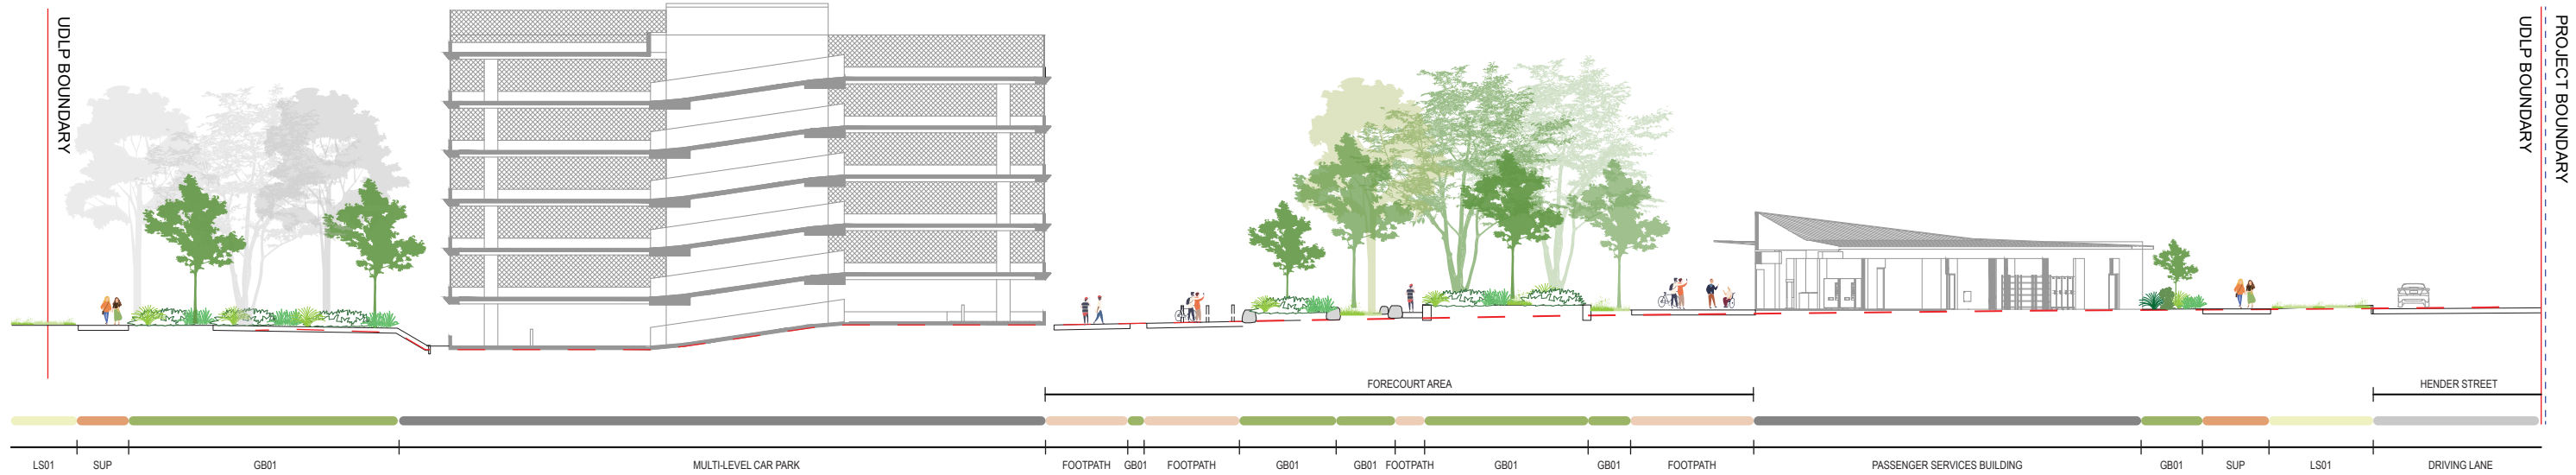 UDLP BOUNDARY
UDLP BOUNDARY
PROJECT BOUNDARY
FORECOURT AREA
HENDER STREET
LS01
SUP
GB01
MULTI-LEVEL CAR PARK
FOOTPATH
GB01
FOOTPATH
GB01
GB01
FOOTPATH
GB01
GB01
FOOTPATH
PASSENGER SERVICES BUILDING
GB01
SUP
LS01
DRIVING LANE